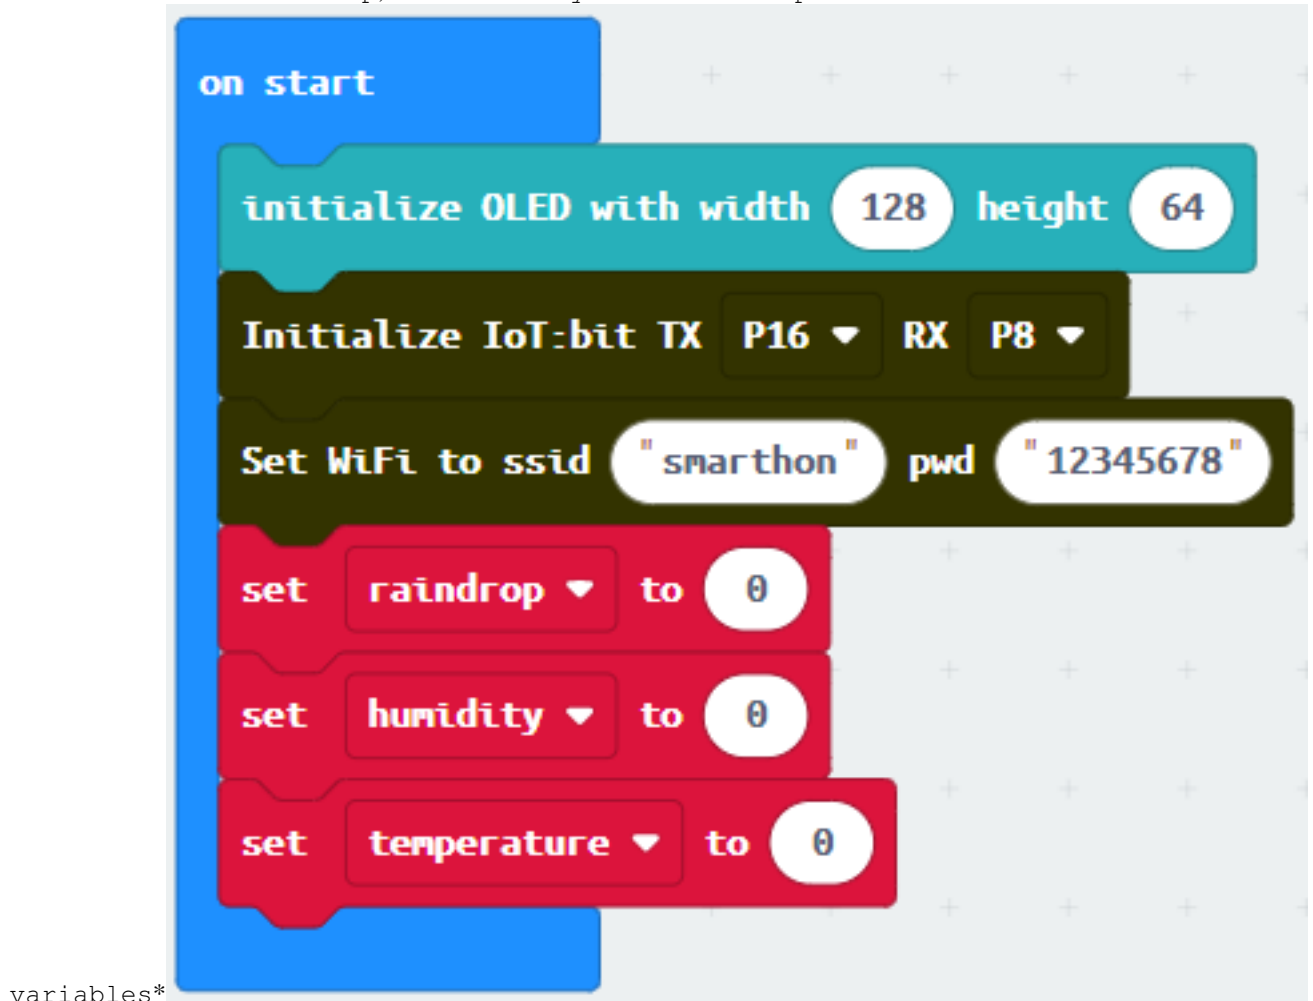 on start
initialize OLED with width 128 height 64
Initialize IoT:bit TX P16 RX P8
Set WiFi to ssid "smarthon" pwd "12345678"
set raindrop to 0
set humidity to 0
set temperature to 0
variables*